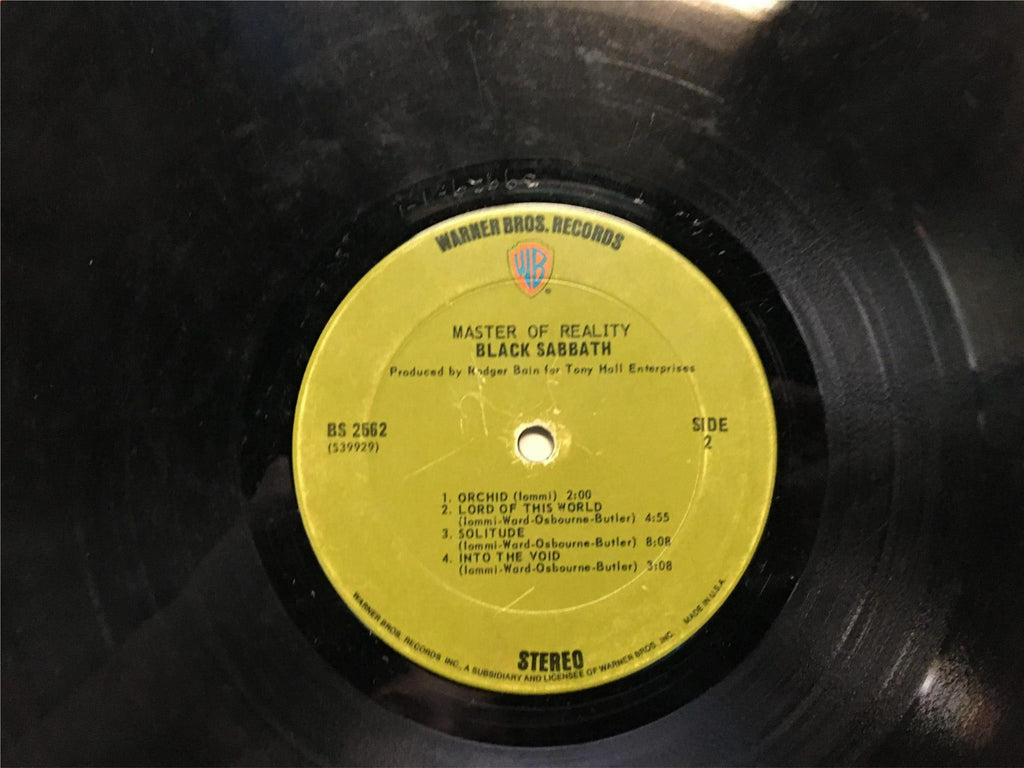 WARNER BROS. RECORDS
WB
MASTER OF REALITY
BLACK SABBATH
Produced by Rodger Bain for Tony Hall Enterprises
BS 2562
(S39929)
SIDE
2
1. ORCHID (Iommi) 2:00
2. LORD OF THIS WORLD
(Iommi-Ward-Osbourne-Butler) 4:55
3. SOLITUDE
(Iommi-Ward-Osbourne-Butler) 8:08
4. INTO THE VOID
(Iommi-Ward-Osbourne-Butler) 3:08
STEREO
WARNER BROS. RECORDS INC., A SUBSIDIARY AND LICENSEE OF WARNER BROS. INC. MADE IN U.S.A.